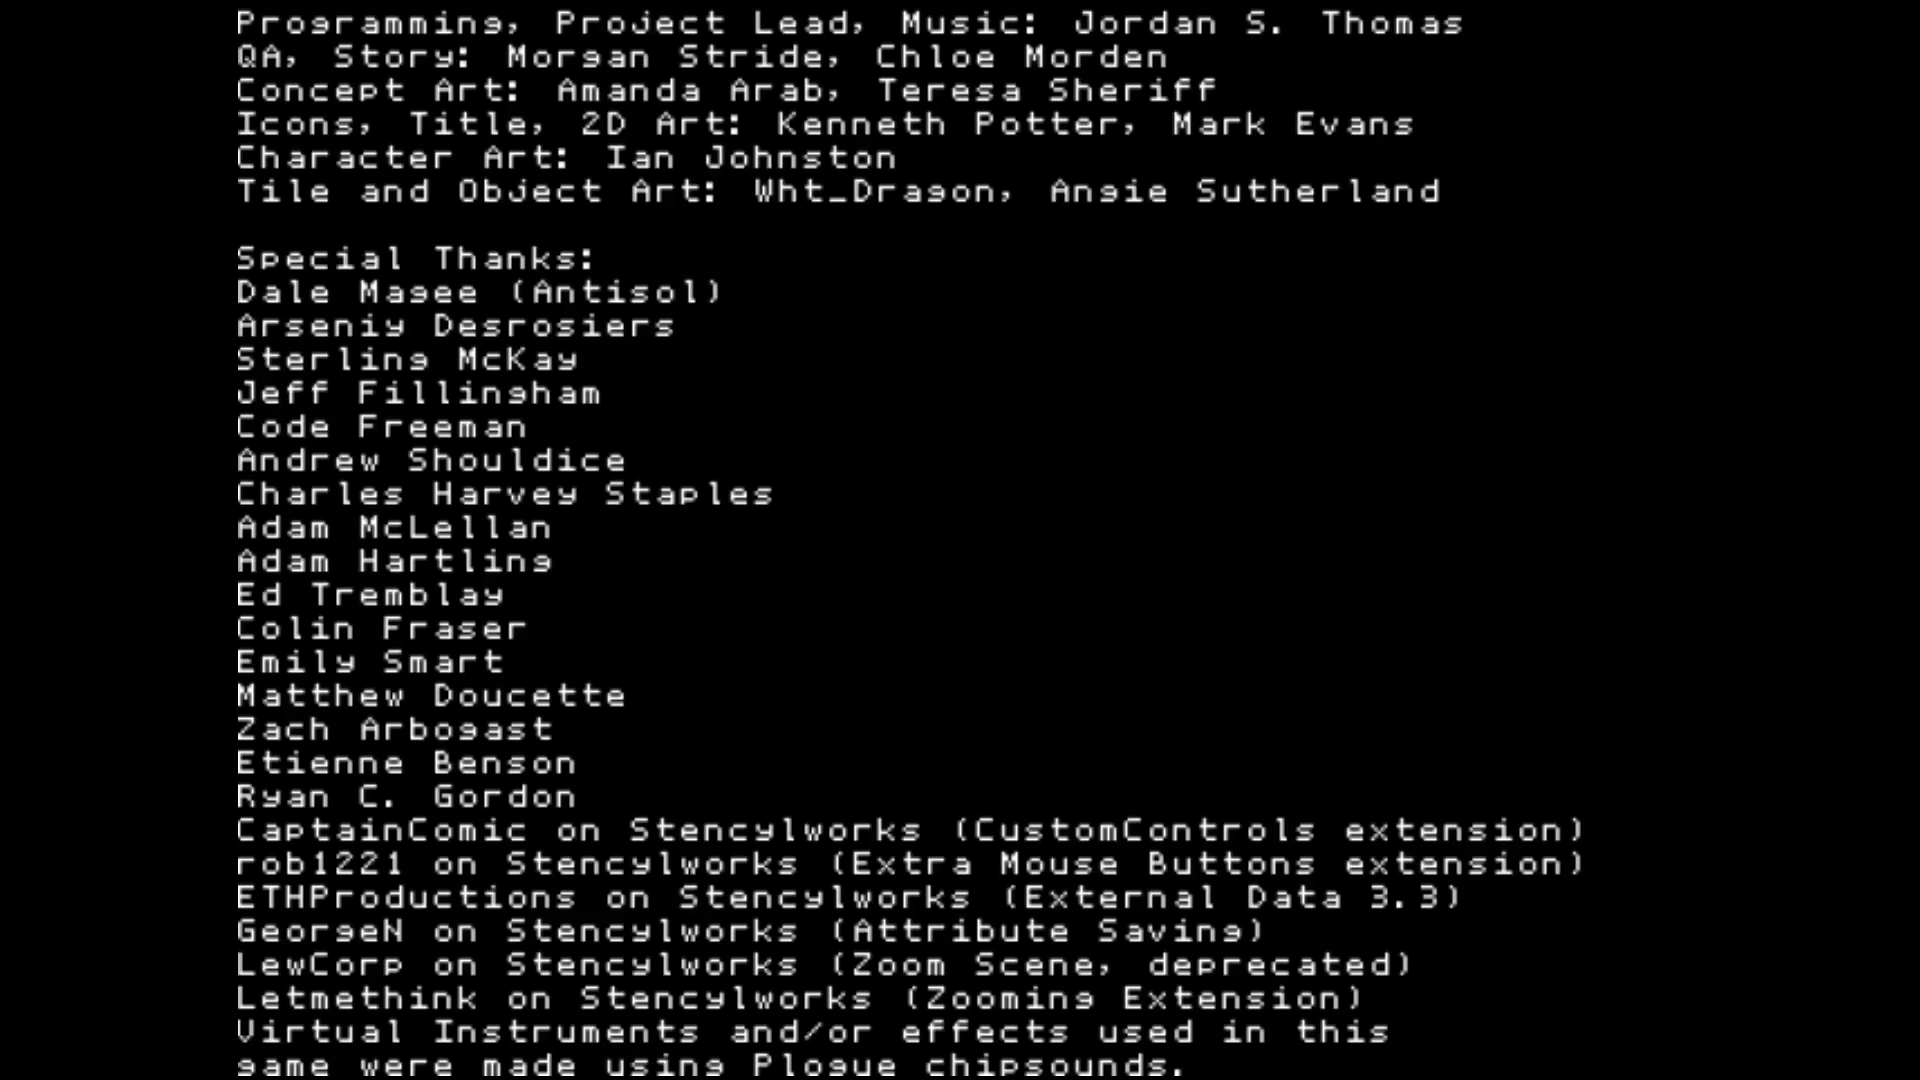 Programming, Project Lead, Music: Jordan S. Thomas
QA, Story: Morgan Stride, Chloe Morden
Concept Art: Amanda Arab, Teresa Sheriff
Icons, Title, 2D Art: Kenneth Potter, Mark Evans
Character Art: Ian Johnston
Tile and Object Art: Wht_Dragon, Angie Sutherland
Special Thanks:
Dale Magee (Antisol)
Arseniy Desrosiers
Sterling McKay
Jeff Fillingham
Code Freeman
Andrew Shouldice
Charles Harvey Staples
Adam McLellan
Adam Hartling
Ed Tremblay
Colin Fraser
Emily Smart
Matthew Doucette
Zach Arbogast
Etienne Benson
Ryan C. Gordon
CaptainComic on Stencylworks (CustomControls extension)
rob1221 on Stencylworks (Extra Mouse Buttons extension)
ETHProductions on Stencylworks (External Data 3.3)
GeorgeN on Stencylworks (Attribute Saving)
LewCorp on Stencylworks (Zoom Scene, deprecated)
Letmethink on Stencylworks (Zooming Extension)
Virtual Instruments and/or effects used in this
game were made using Plogue chipsounds.